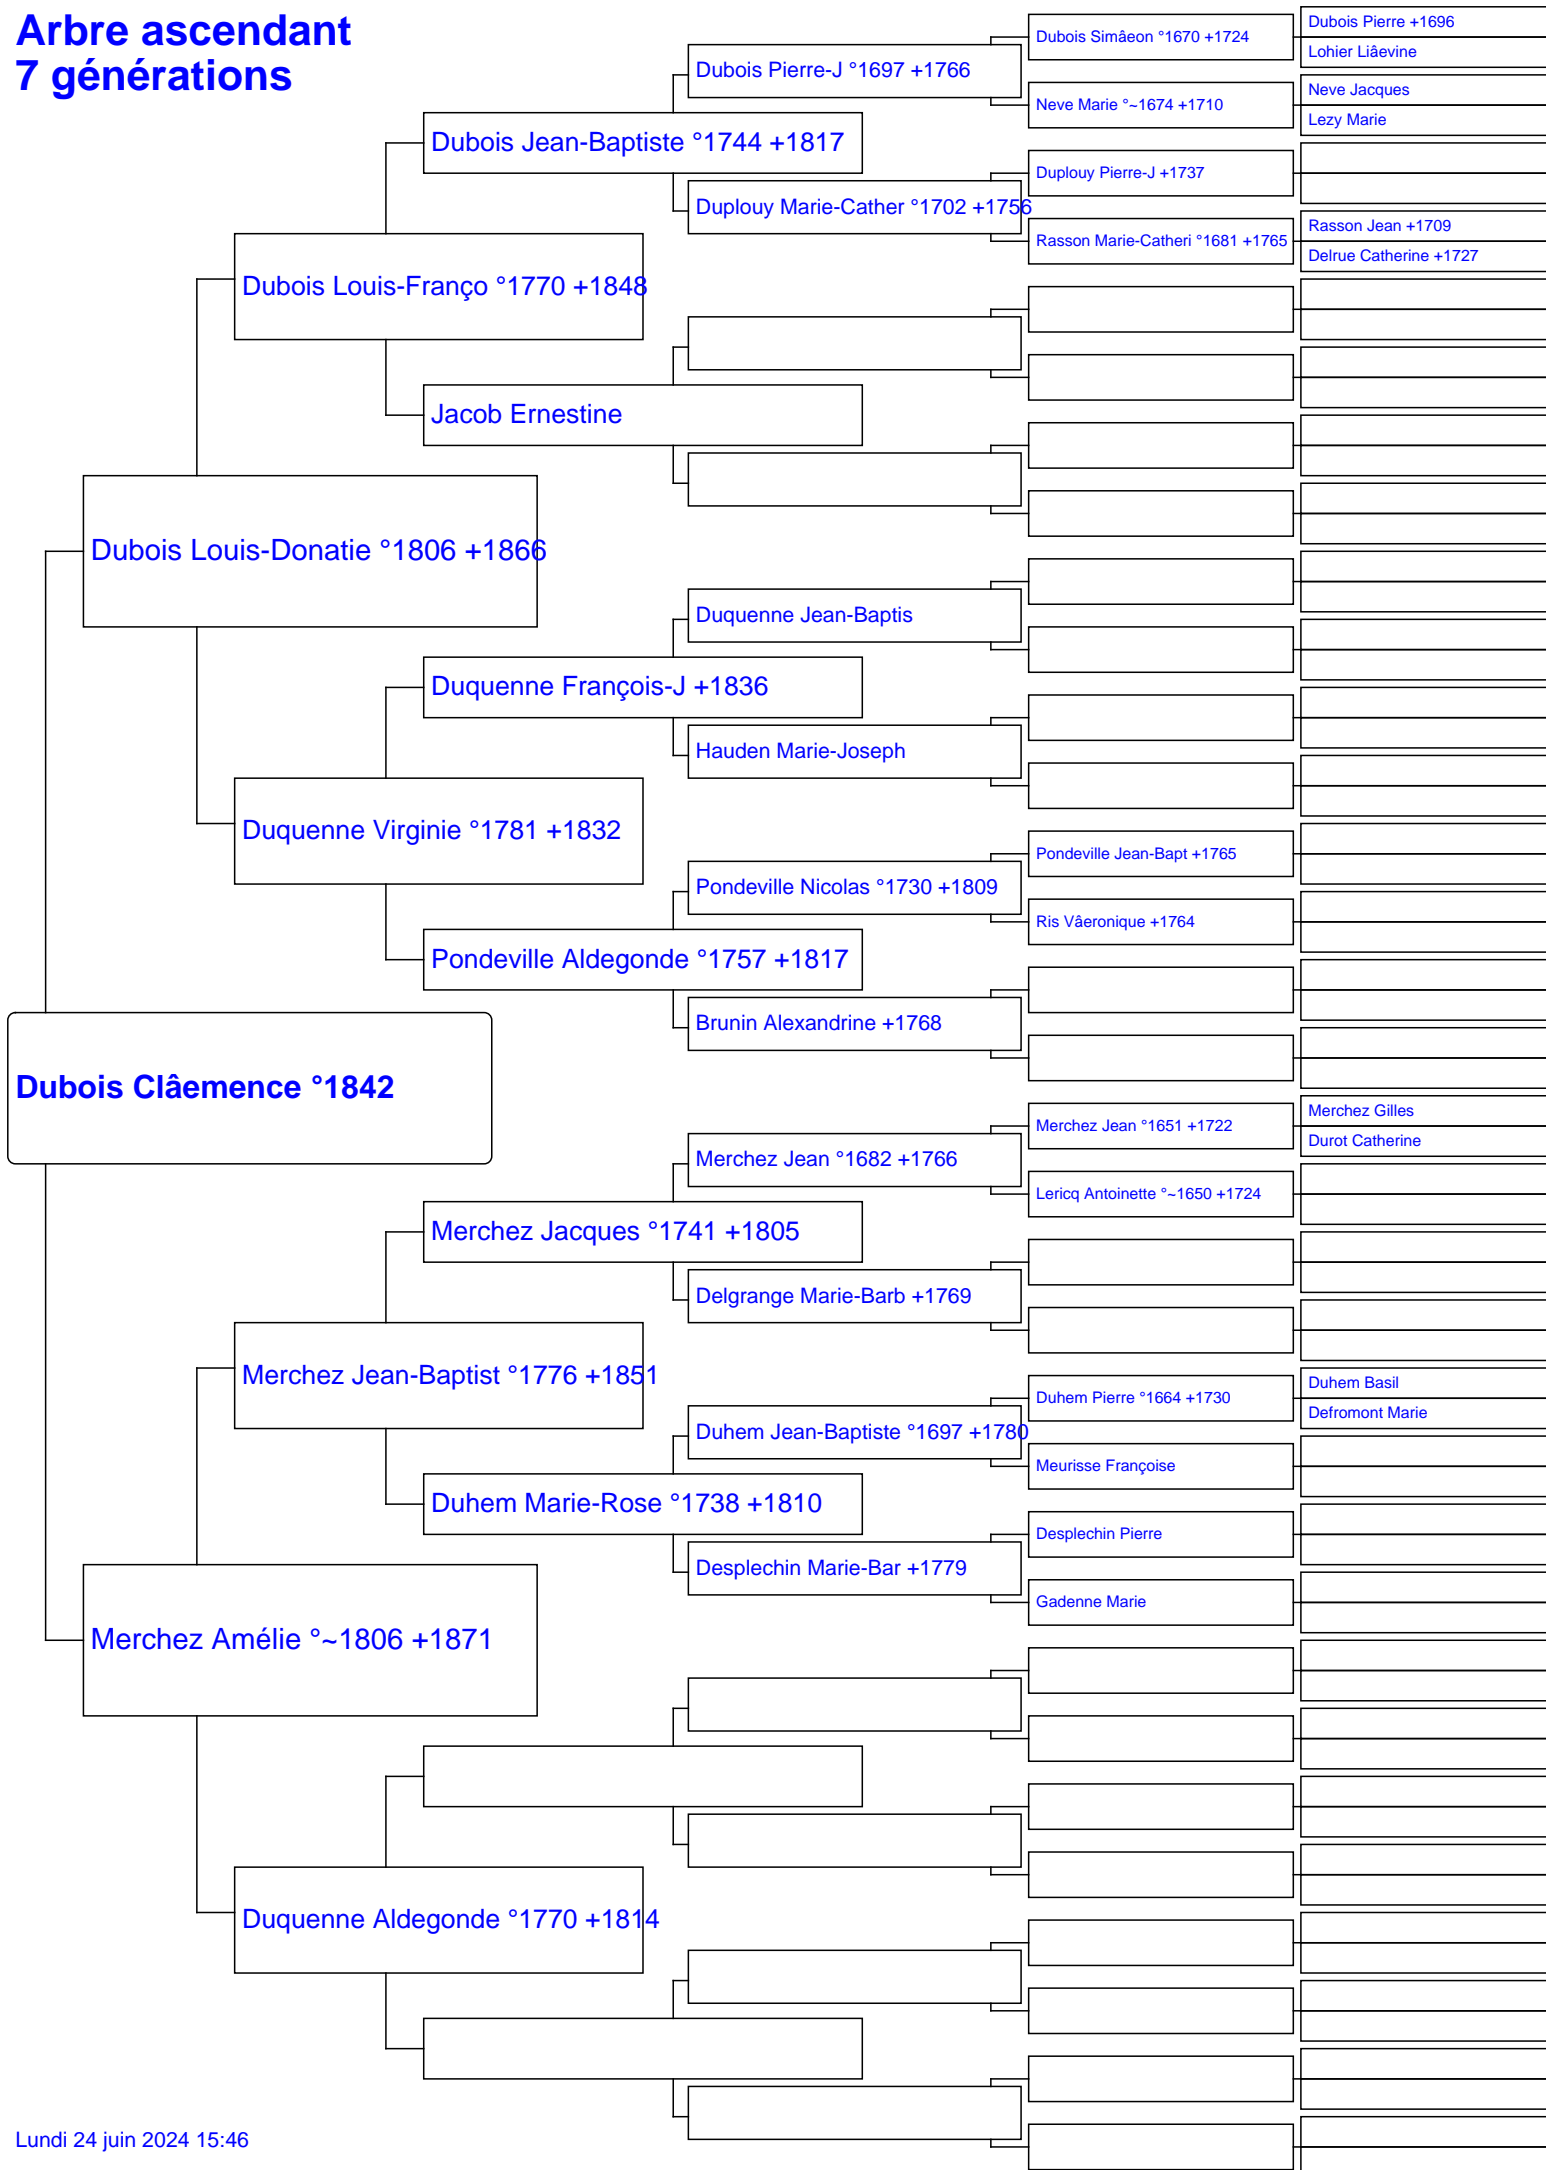 Arbre ascendant
7 générations
Dubois Pierre +1696
Dubois Simâeon °1670 +1724
Lohier Liâevine
Dubois Pierre-J °1697 +1766
Neve Jacques
Neve Marie °~1674 +1710
Lezy Marie
Dubois Jean-Baptiste °1744 +1817
Duplouy Pierre-J +1737
Duplouy Marie-Cather °1702 +1756
Rasson Jean +1709
Rasson Marie-Catheri °1681 +1765
Delrue Catherine +1727
Dubois Louis-Franço °1770 +1848
Jacob Ernestine
Dubois Louis-Donatie °1806 +1866
Duquenne Jean-Baptis
Duquenne François-J +1836
Hauden Marie-Joseph
Duquenne Virginie °1781 +1832
Pondeville Jean-Bapt +1765
Pondeville Nicolas °1730 +1809
Ris Vâeronique +1764
Pondeville Aldegonde °1757 +1817
Brunin Alexandrine +1768
Dubois Clâemence °1842
Merchez Gilles
Merchez Jean °1651 +1722
Durot Catherine
Merchez Jean °1682 +1766
Lericq Antoinette °~1650 +1724
Merchez Jacques °1741 +1805
Delgrange Marie-Barb +1769
Merchez Jean-Baptist °1776 +1851
Duhem Basil
Duhem Pierre °1664 +1730
Defromont Marie
Duhem Jean-Baptiste °1697 +1780
Meurisse Françoise
Duhem Marie-Rose °1738 +1810
Desplechin Pierre
Desplechin Marie-Bar +1779
Gadenne Marie
Merchez Amélie °~1806 +1871
Duquenne Aldegonde °1770 +1814
Lundi 24 juin 2024 15:46